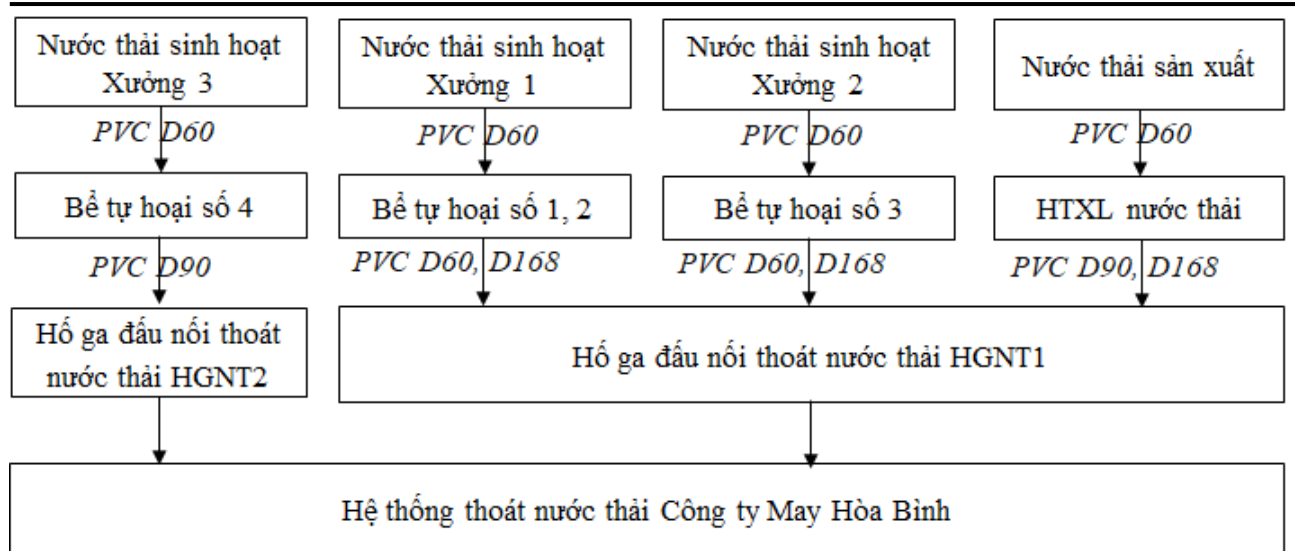 Nước thải sinh hoạt
Xưởng 3
Nước thải sinh hoạt
Xưởng 1
Nước thải sinh hoạt
Xưởng 2
Nước thải sản xuất
PVC D60
PVC D60
PVC D60
PVC D60
Bể tự hoại số 4
Bể tự hoại số 1, 2
Bể tự hoại số 3
HTXL nước thải
PVC D90
PVC D60, D168
PVC D60, D168
PVC D90, D168
Hố ga đấu nối thoát
nước thải HGNT2
Hố ga đấu nối thoát nước thải HGNT1
Hệ thống thoát nước thải Công ty May Hòa Bình